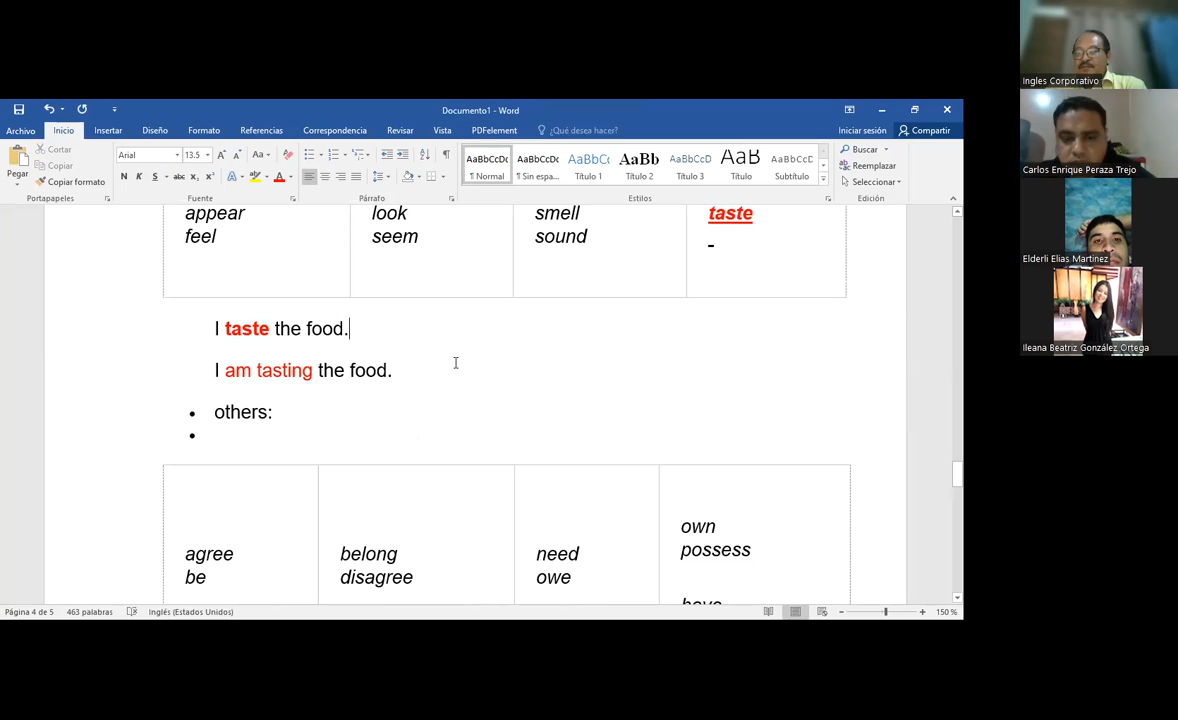 Ingles Corporativo
Carlos Enrique Peraza Trejo
Elderli Elias Martinez
Ileana Beatriz González Ortega
Documento1 - Word
Archivo Inicio Insertar Diseño Formato Referencias Correspondencia Revisar Vista PDFelement ¿Qué desea hacer? Iniciar sesión Compartir
Pegar
Cortar
Copiar
Copiar formato
Portapapeles
Arial 13.5
Aa
N K S abc x₂ x²
Fuente
Párrafo
AaBbCcDc AaBbCcDc AaBbCc AaBb AaBbCcD AaB AaBbCcD
¶ Normal ¶ Sin espa... Título 1 Título 2 Título 3 Título Subtítulo
Estilos
Buscar
Reemplazar
Seleccionar
Edición
appear look smell taste
feel seem sound -
I taste the food.
I am tasting the food.
• others:
•
own
agree belong need possess
be disagree owe
have
Página 4 de 5 463 palabras Inglés (Estados Unidos) 150 %